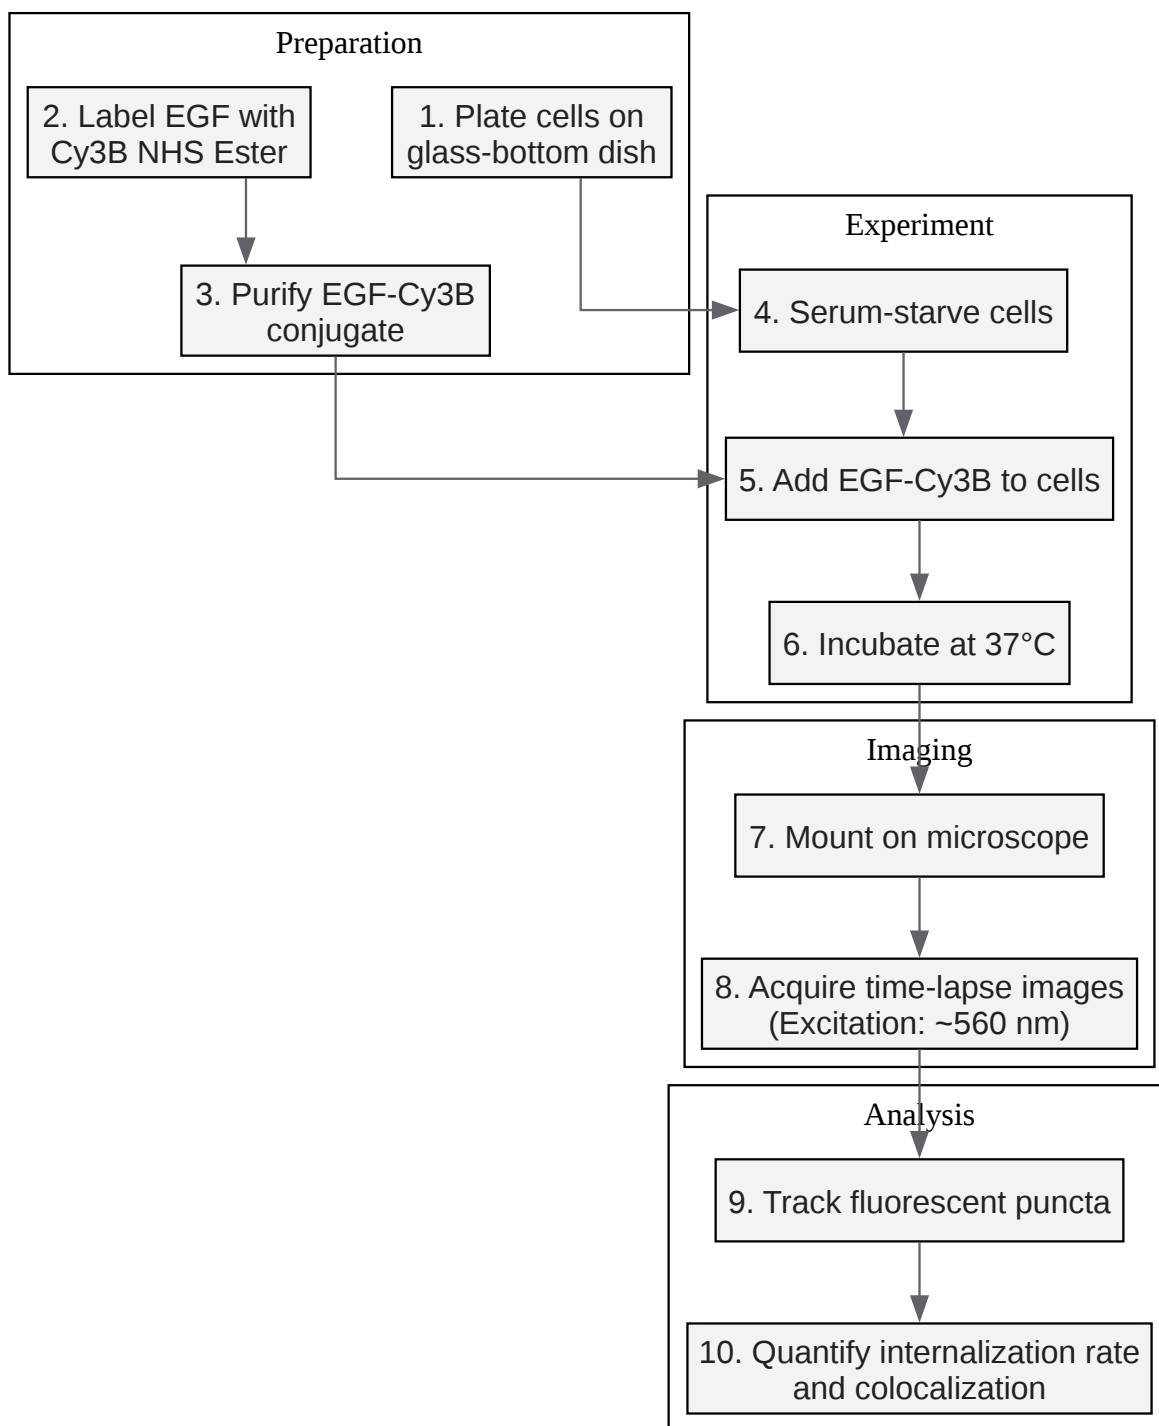 Preparation
2. Label EGF with
Cy3B NHS Ester
1. Plate cells on
glass-bottom dish
3. Purify EGF-Cy3B
conjugate
Experiment
4. Serum-starve cells
5. Add EGF-Cy3B to cells
6. Incubate at 37°C
Imaging
7. Mount on microscope
8. Acquire time-lapse images
(Excitation: ~560 nm)
Analysis
9. Track fluorescent puncta
10. Quantify internalization rate
and colocalization